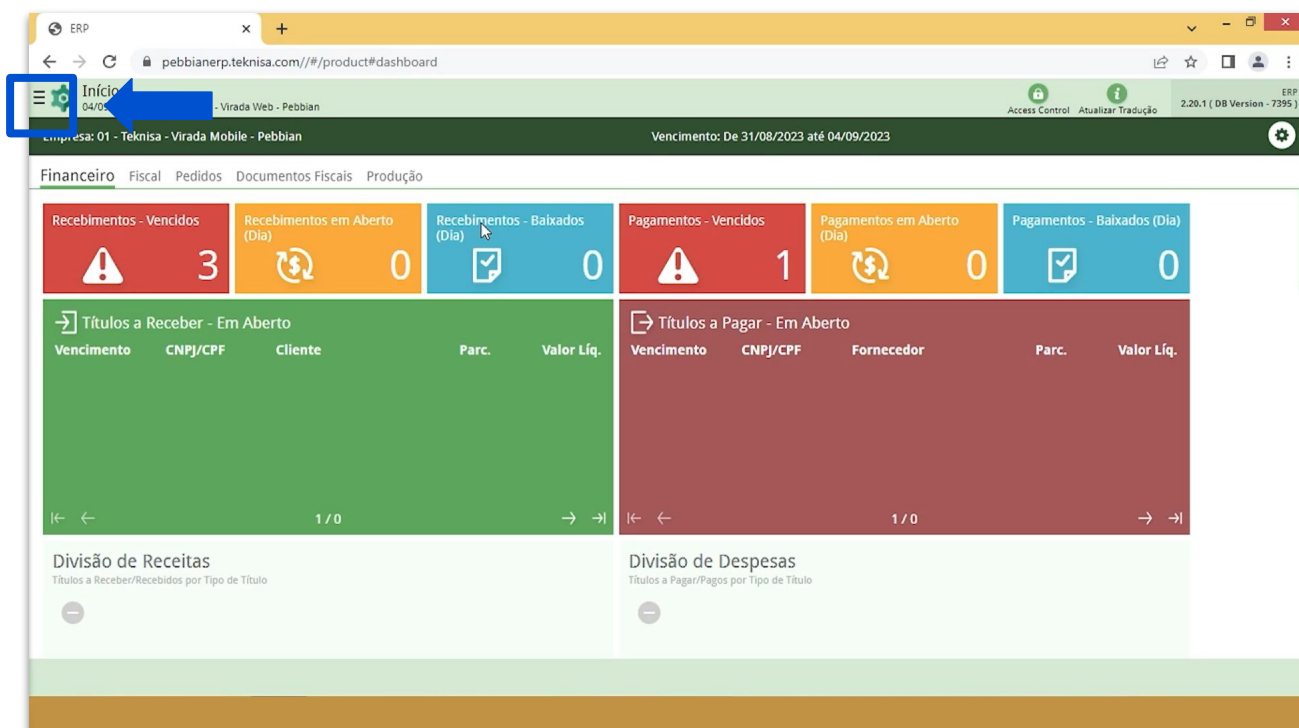 ERP
pebbianerp.teknisa.com//#/product#dashboard
Início
04/09 - Virada Web - Pebbian
Access Control
Atualizar Tradução
ERP
2.20.1 ( DB Version - 7395 )
Empresa: 01 - Teknisa - Virada Mobile - Pebbian
Vencimento: De 31/08/2023 até 04/09/2023
Financeiro Fiscal Pedidos Documentos Fiscais Produção
Recebimentos - Vencidos
3
Recebimentos em Aberto
(Dia)
0
Recebimentos - Baixados
(Dia)
0
Pagamentos - Vencidos
1
Pagamentos em Aberto
(Dia)
0
Pagamentos - Baixados (Dia)
0
Títulos a Receber - Em Aberto
Vencimento CNPJ/CPF Cliente Parc. Valor Líq.
1 / 0
Títulos a Pagar - Em Aberto
Vencimento CNPJ/CPF Fornecedor Parc. Valor Líq.
1 / 0
Divisão de Receitas
Títulos a Receber/Recebidos por Tipo de Título
Divisão de Despesas
Títulos a Pagar/Pagos por Tipo de Título